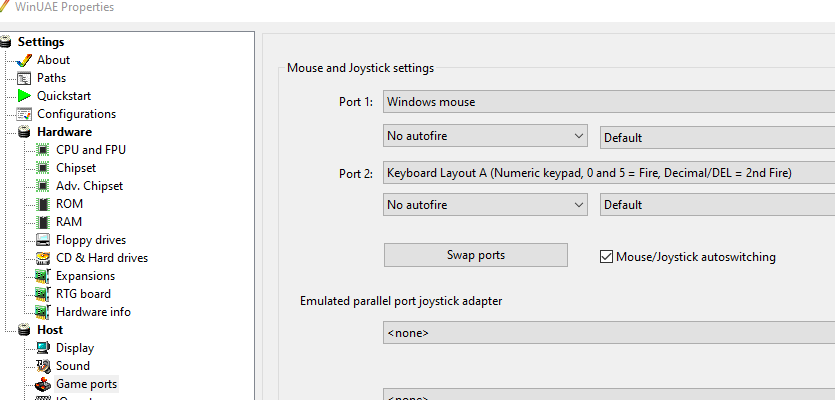 WinUAE Properties
Settings
About
Paths
Quickstart
Configurations
Hardware
CPU and FPU
Chipset
Adv. Chipset
ROM
RAM
Floppy drives
CD & Hard drives
Expansions
RTG board
Hardware info
Host
Display
Sound
Game ports
Mouse and Joystick settings
Port 1: Windows mouse
No autofire Default
Port 2: Keyboard Layout A (Numeric keypad, 0 and 5 = Fire, Decimal/DEL = 2nd Fire)
No autofire Default
Swap ports Mouse/Joystick autoswitching
Emulated parallel port joystick adapter
<none>
<none>